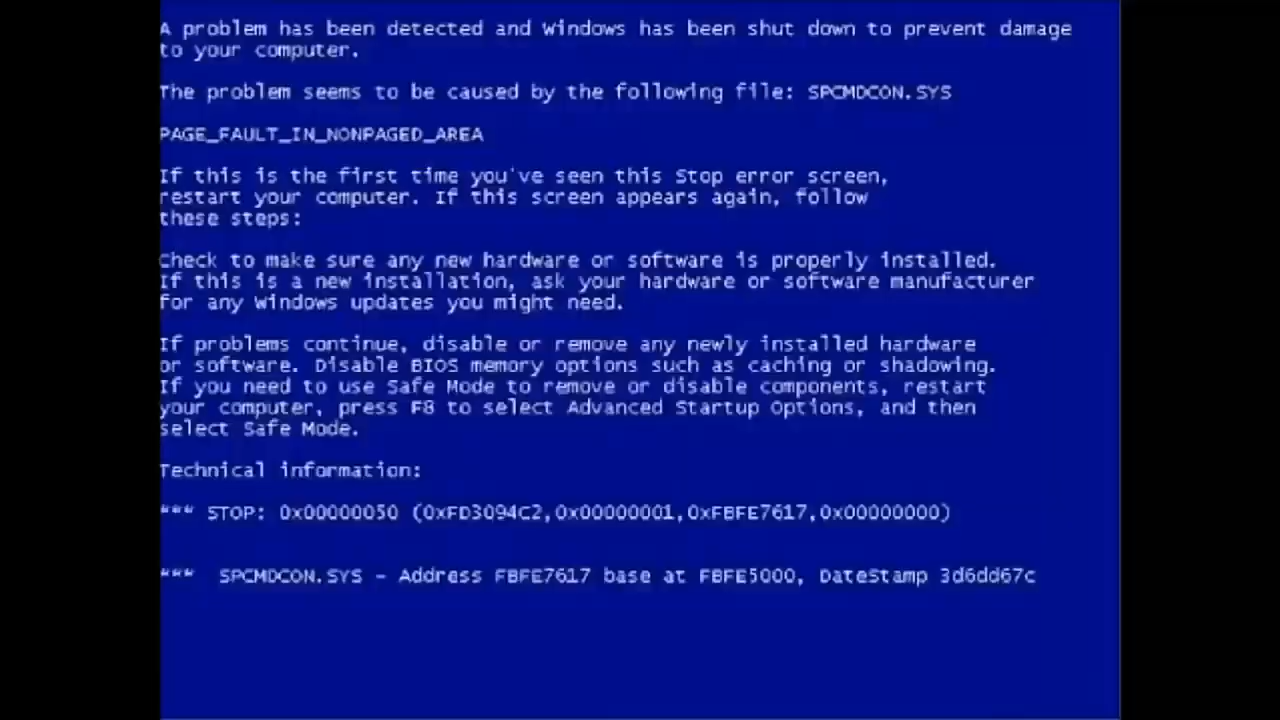 A problem has been detected and Windows has been shut down to prevent damage
to your computer.
The problem seems to be caused by the following file: SPCMDCON.SYS
PAGE_FAULT_IN_NONPAGED_AREA
If this is the first time you've seen this Stop error screen,
restart your computer. If this screen appears again, follow
these steps:
Check to make sure any new hardware or software is properly installed.
If this is a new installation, ask your hardware or software manufacturer
for any Windows updates you might need.
If problems continue, disable or remove any newly installed hardware
or software. Disable BIOS memory options such as caching or shadowing.
If you need to use Safe Mode to remove or disable components, restart
your computer, press F8 to select Advanced Startup Options, and then
select Safe Mode.
Technical information:
*** STOP: 0x00000050 (0xFD3094C2,0x00000001,0xFBFE7617,0x00000000)
*** SPCMDCON.SYS - Address FBFE7617 base at FBFE5000, DateStamp 3d6dd67c